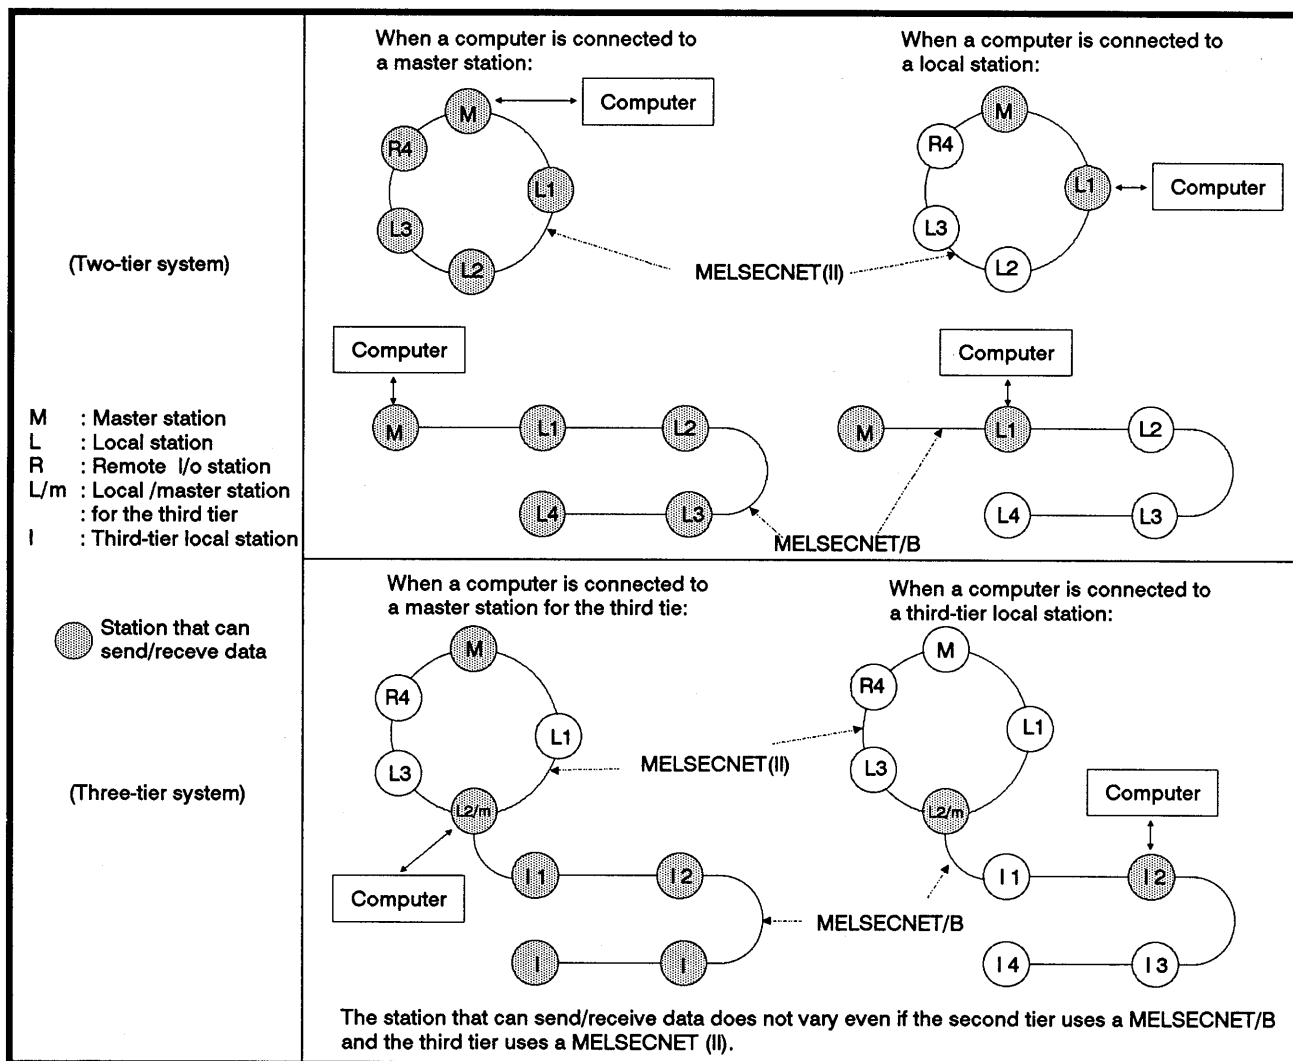 When a computer is connected to
a master station:
When a computer is connected to
a local station:
M
Computer
R4
L1
L3
L2
M
R4
L1
Computer
L3
L2
MELSECNET(II)
(Two-tier system)
Computer
M
L1
L2
L4
L3
Computer
M
L1
L2
L4
L3
MELSECNET/B
M : Master station
L : Local station
R : Remote I/o station
L/m : Local /master station
: for the third tier
I : Third-tier local station
Station that can
send/receve data
(Three-tier system)
When a computer is connected to
a master station for the third tie:
When a computer is connected to
a third-tier local station:
M
R4
L1
L3
L2/m
Computer
I 1
I 2
I
I
M
R4
L1
L3
L2/m
Computer
I 1
I 2
I 4
I 3
MELSECNET(II)
MELSECNET/B
The station that can send/receive data does not vary even if the second tier uses a MELSECNET/B
and the third tier uses a MELSECNET (II).